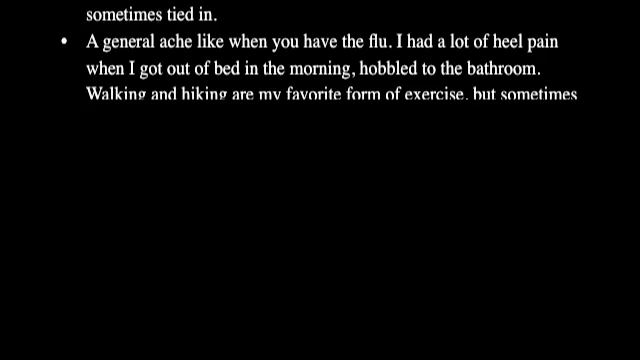 sometimes tied in.
• A general ache like when you have the flu. I had a lot of heel pain
when I got out of bed in the morning, hobbled to the bathroom.
Walking and hiking are my favorite form of exercise, but sometimes